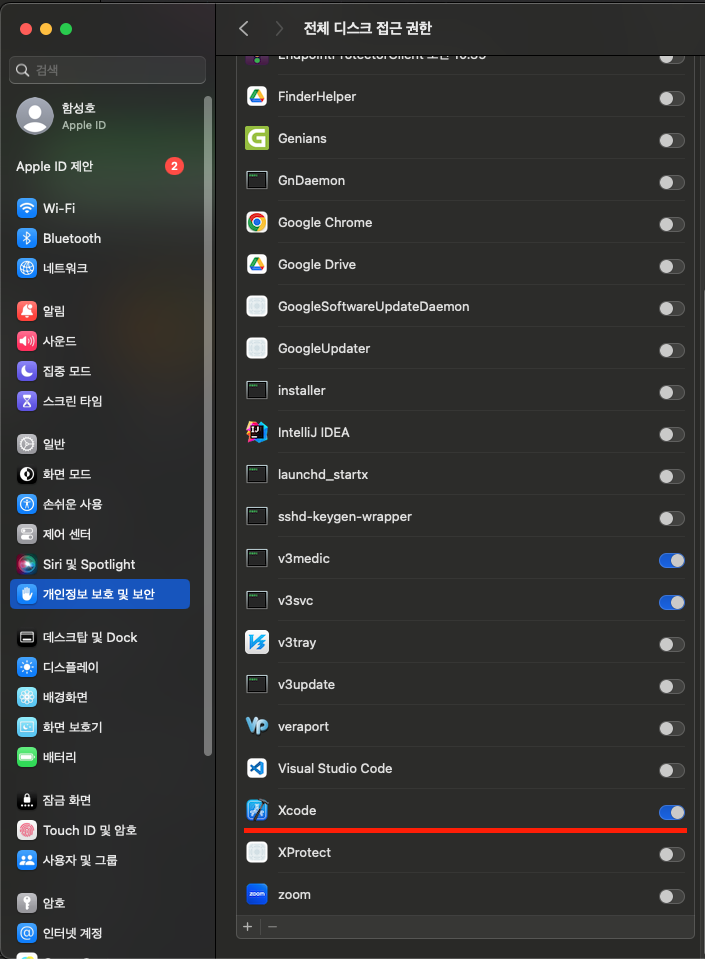 전체 디스크 접근 권한
검색
함성호
Apple ID
Apple ID 제안
2
Wi-Fi
Bluetooth
네트워크
알림
사운드
집중 모드
스크린 타임
일반
화면 모드
손쉬운 사용
제어 센터
Siri 및 Spotlight
개인정보 보호 및 보안
데스크탑 및 Dock
디스플레이
배경화면
화면 보호기
배터리
잠금 화면
Touch ID 및 암호
사용자 및 그룹
암호
인터넷 계정
EndpointProtectorClient
FinderHelper
Genians
GnDaemon
Google Chrome
Google Drive
GoogleSoftwareUpdateDaemon
GoogleUpdater
installer
IntelliJ IDEA
launchd_startx
sshd-keygen-wrapper
v3medic
v3svc
v3tray
v3update
veraport
Visual Studio Code
Xcode
XProtect
zoom